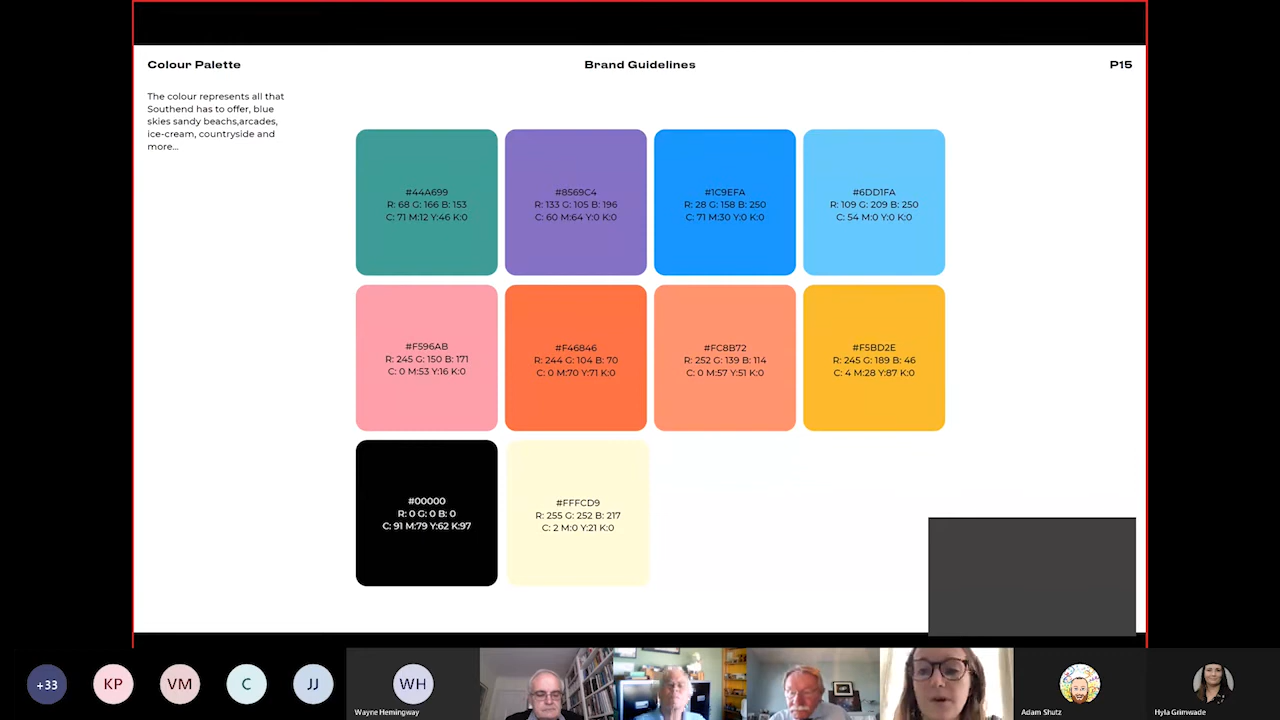 Colour Palette
Brand Guidelines
P15
The colour represents all that
Southend has to offer, blue
skies sandy beachs,arcades,
ice-cream, countryside and
more...
#44A699
R: 68 G: 166 B: 153
C: 71 M:12 Y:46 K:0
#8569C4
R: 133 G: 105 B: 196
C: 60 M:64 Y:0 K:0
#1C9EFA
R: 28 G: 158 B: 250
C: 71 M:30 Y:0 K:0
#6DD1FA
R: 109 G: 209 B: 250
C: 54 M:0 Y:0 K:0
#F596AB
R: 245 G: 150 B: 171
C: 0 M:53 Y:16 K:0
#F46846
R: 244 G: 104 B: 70
C: 0 M:70 Y:71 K:0
#FC8B72
R: 252 G: 139 B: 114
C: 0 M:57 Y:51 K:0
#F5BD2E
R: 245 G: 189 B: 46
C: 4 M:28 Y:87 K:0
#00000
R: 0 G: 0 B: 0
C: 91 M:79 Y:62 K:97
#FFFCD9
R: 255 G: 252 B: 217
C: 2 M:0 Y:21 K:0
+33
KP
VM
C
JJ
WH
Wayne Hemingway
Adam Shutz
Hyla Grimwade